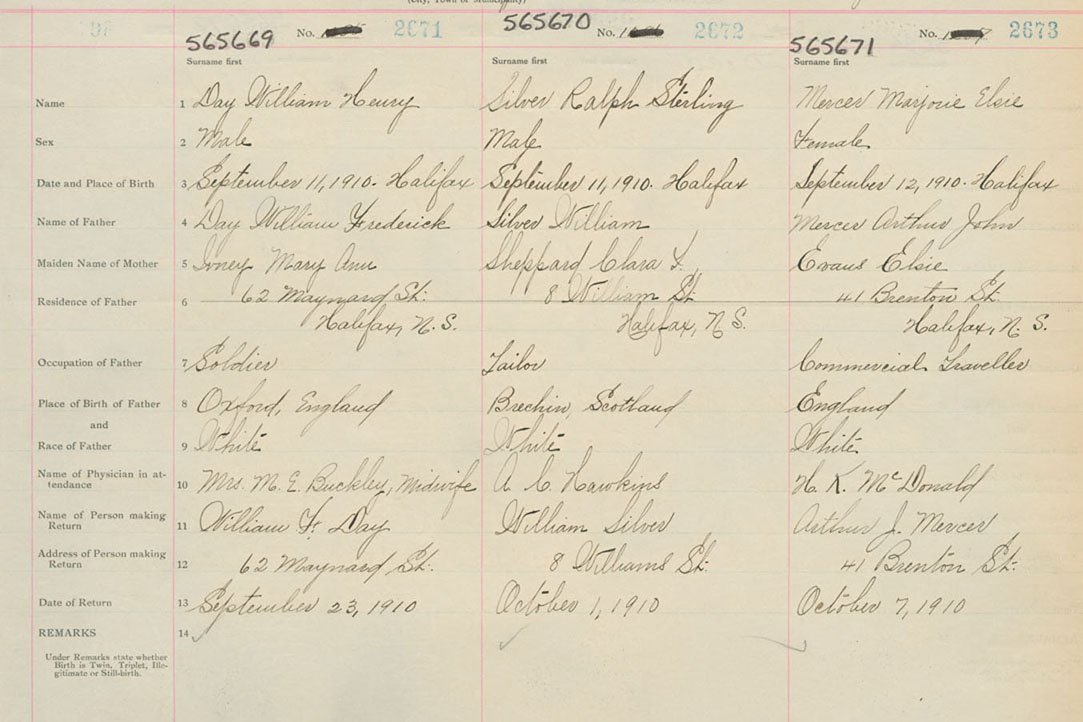 (City, Town or Municipality)
565669 No. 2671 565670 No. 2672 565671 No. 2673
Surname first Surname first Surname first
Name 1 Day William Henry Silver Ralph Sterling Mercer Marjorie Elsie
Sex 2 Male Male Female
Date and Place of Birth 3 September 11, 1910. Halifax September 11, 1910. Halifax September 12, 1910. Halifax
Name of Father 4 Day William Frederick Silver William Mercer Arthur John
Maiden Name of Mother 5 Mary Ann Sheppard Clara Evans Elsie
Residence of Father 6 62 Maynard St. 8 William St. 41 Brenton St.
Halifax, N.S. Halifax, N.S. Halifax, N.S.
Occupation of Father 7 Soldier Tailor Commercial Traveller
Place of Birth of Father 8 Oxford, England Brechin, Scotland England
and
Race of Father 9 White White White
Name of Physician in at-
tendance 10 Mrs. M. E. Buckley, Midwife A C. Hawkins H. K. McDonald
Name of Person making
Return 11 William F. Day William Silver Arthur J. Mercer
Address of Person making
Return 12 62 Maynard St. 8 Williams St. 41 Brenton St.
Date of Return 13 September 23, 1910 October 1, 1910 October 7, 1910
REMARKS 14
Under Remarks state whether
Birth is Twin, Triplet, Ille-
gitimate or Still-birth.